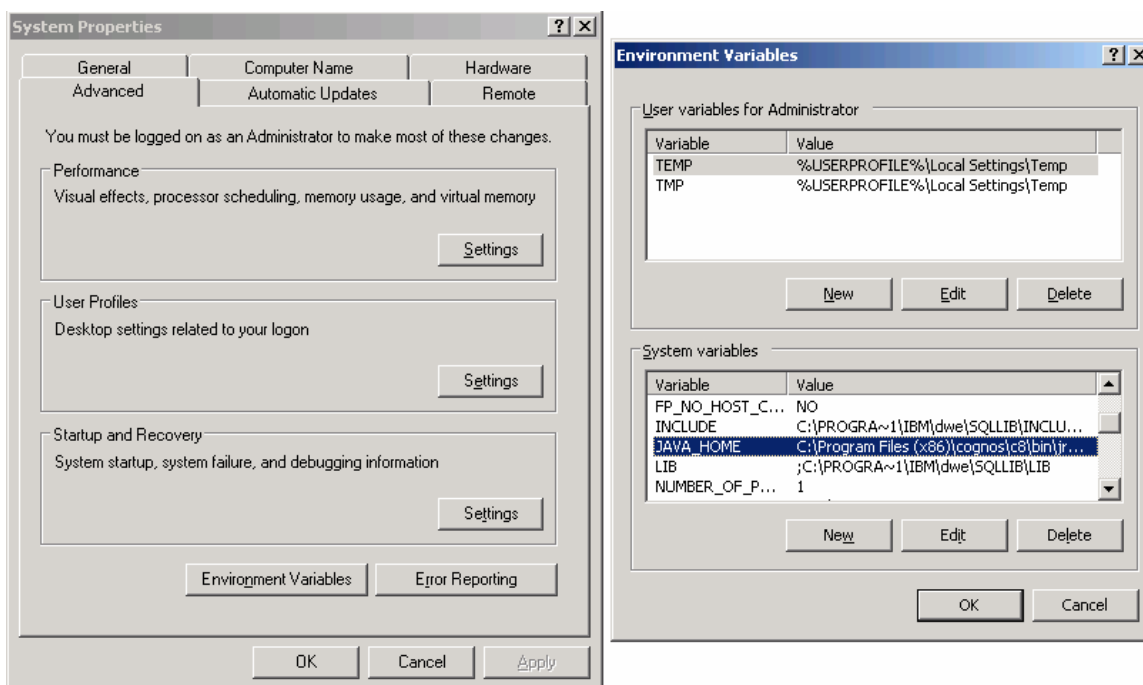 System Properties
General Computer Name Hardware
Advanced Automatic Updates Remote
You must be logged on as an Administrator to make most of these changes.
Performance
Visual effects, processor scheduling, memory usage, and virtual memory
Settings
User Profiles
Desktop settings related to your logon
Settings
Startup and Recovery
System startup, system failure, and debugging information
Settings
Environment Variables Error Reporting
OK Cancel Apply
Environment Variables
User variables for Administrator
Variable Value
TEMP %USERPROFILE%\Local Settings\Temp
TMP %USERPROFILE%\Local Settings\Temp
New Edit Delete
System variables
Variable Value
FP_NO_HOST_C... NO
INCLUDE C:\PROGRA~1\IBM\dwe\SQLLIB\INCLU...
JAVA_HOME C:\Program Files (x86)\cognos\c8\bin\jr...
LIB ;C:\PROGRA~1\IBM\dwe\SQLLIB\LIB
NUMBER_OF_P... 1
New Edit Delete
OK Cancel